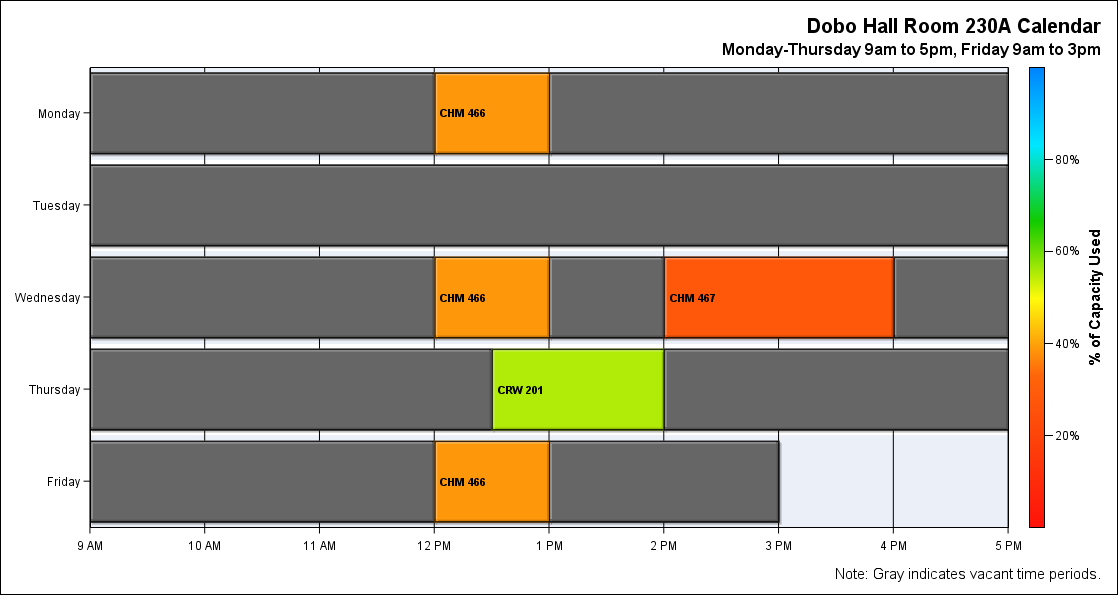 Dobo Hall Room 230A Calendar
Monday-Thursday 9am to 5pm, Friday 9am to 3pm
Monday
CHM 466
Tuesday
Wednesday
CHM 466
CHM 467
Thursday
CRW 201
Friday
CHM 466
9 AM
10 AM
11 AM
12 PM
1 PM
2 PM
3 PM
4 PM
5 PM
80%
60%
40%
20%
% of Capacity Used
Note: Gray indicates vacant time periods.